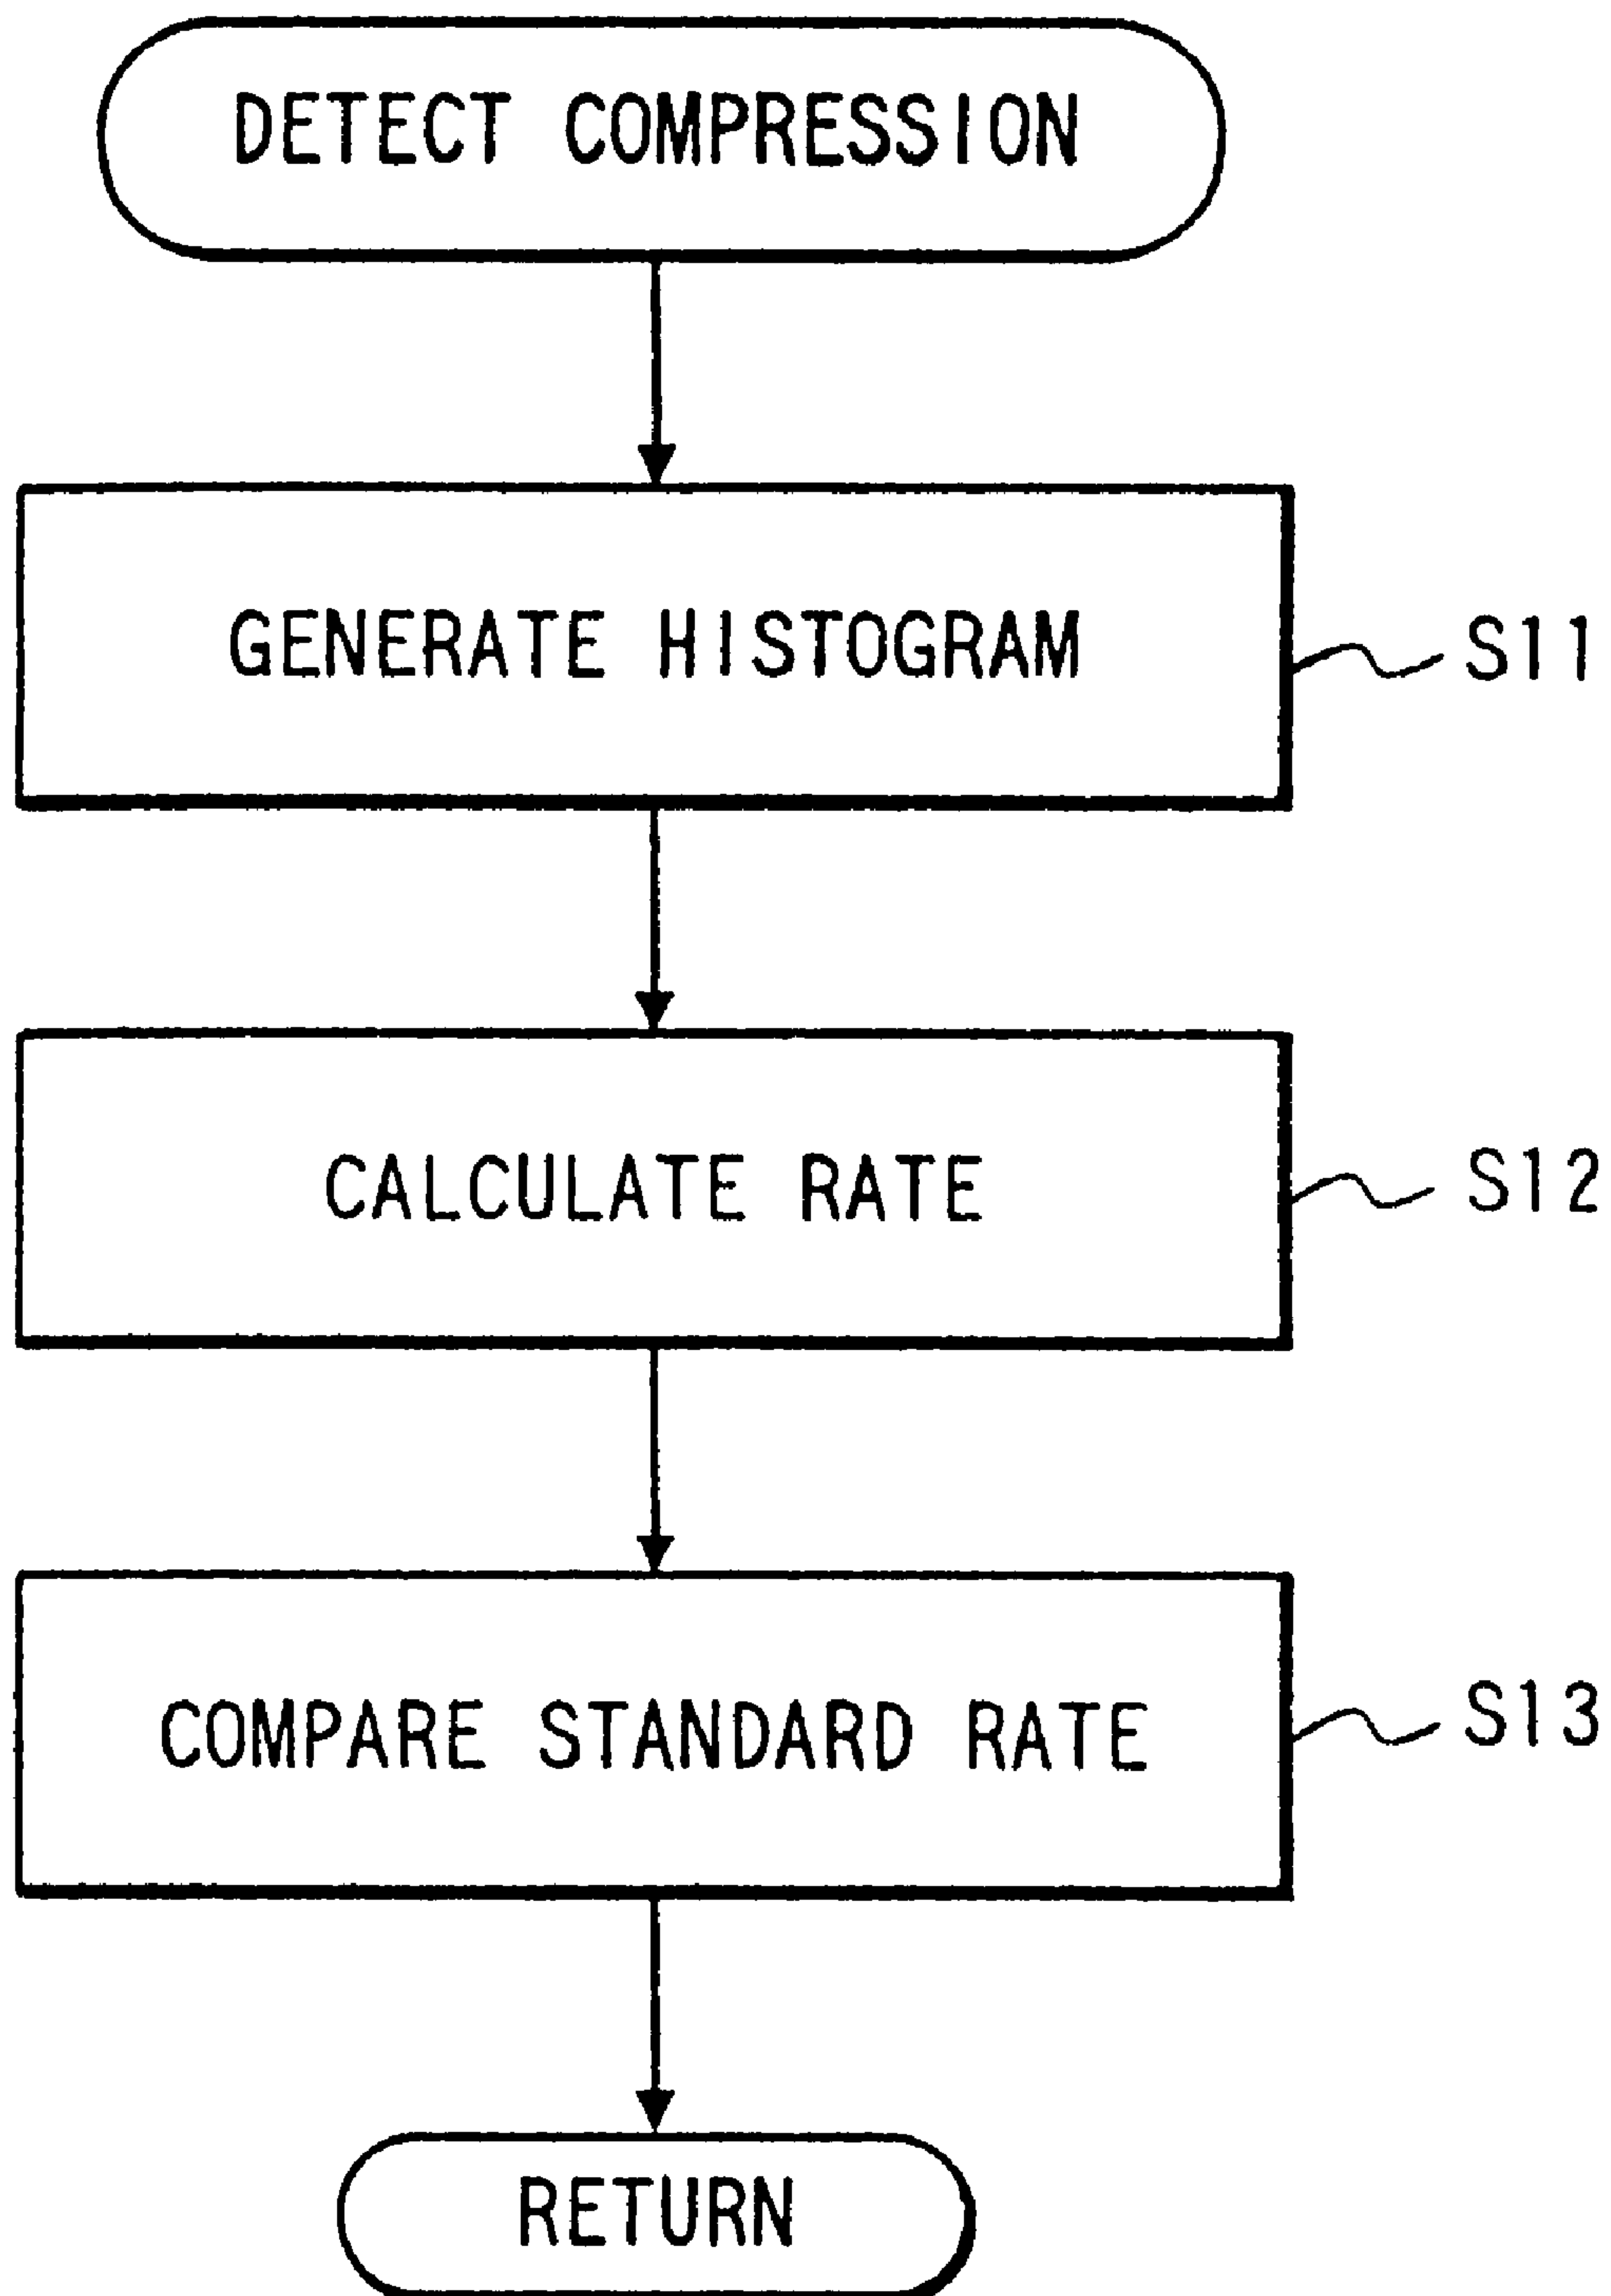 DETECT COMPRESSION
GENERATE HISTOGRAM
S11
CALCULATE RATE
S12
COMPARE STANDARD RATE
S13
RETURN